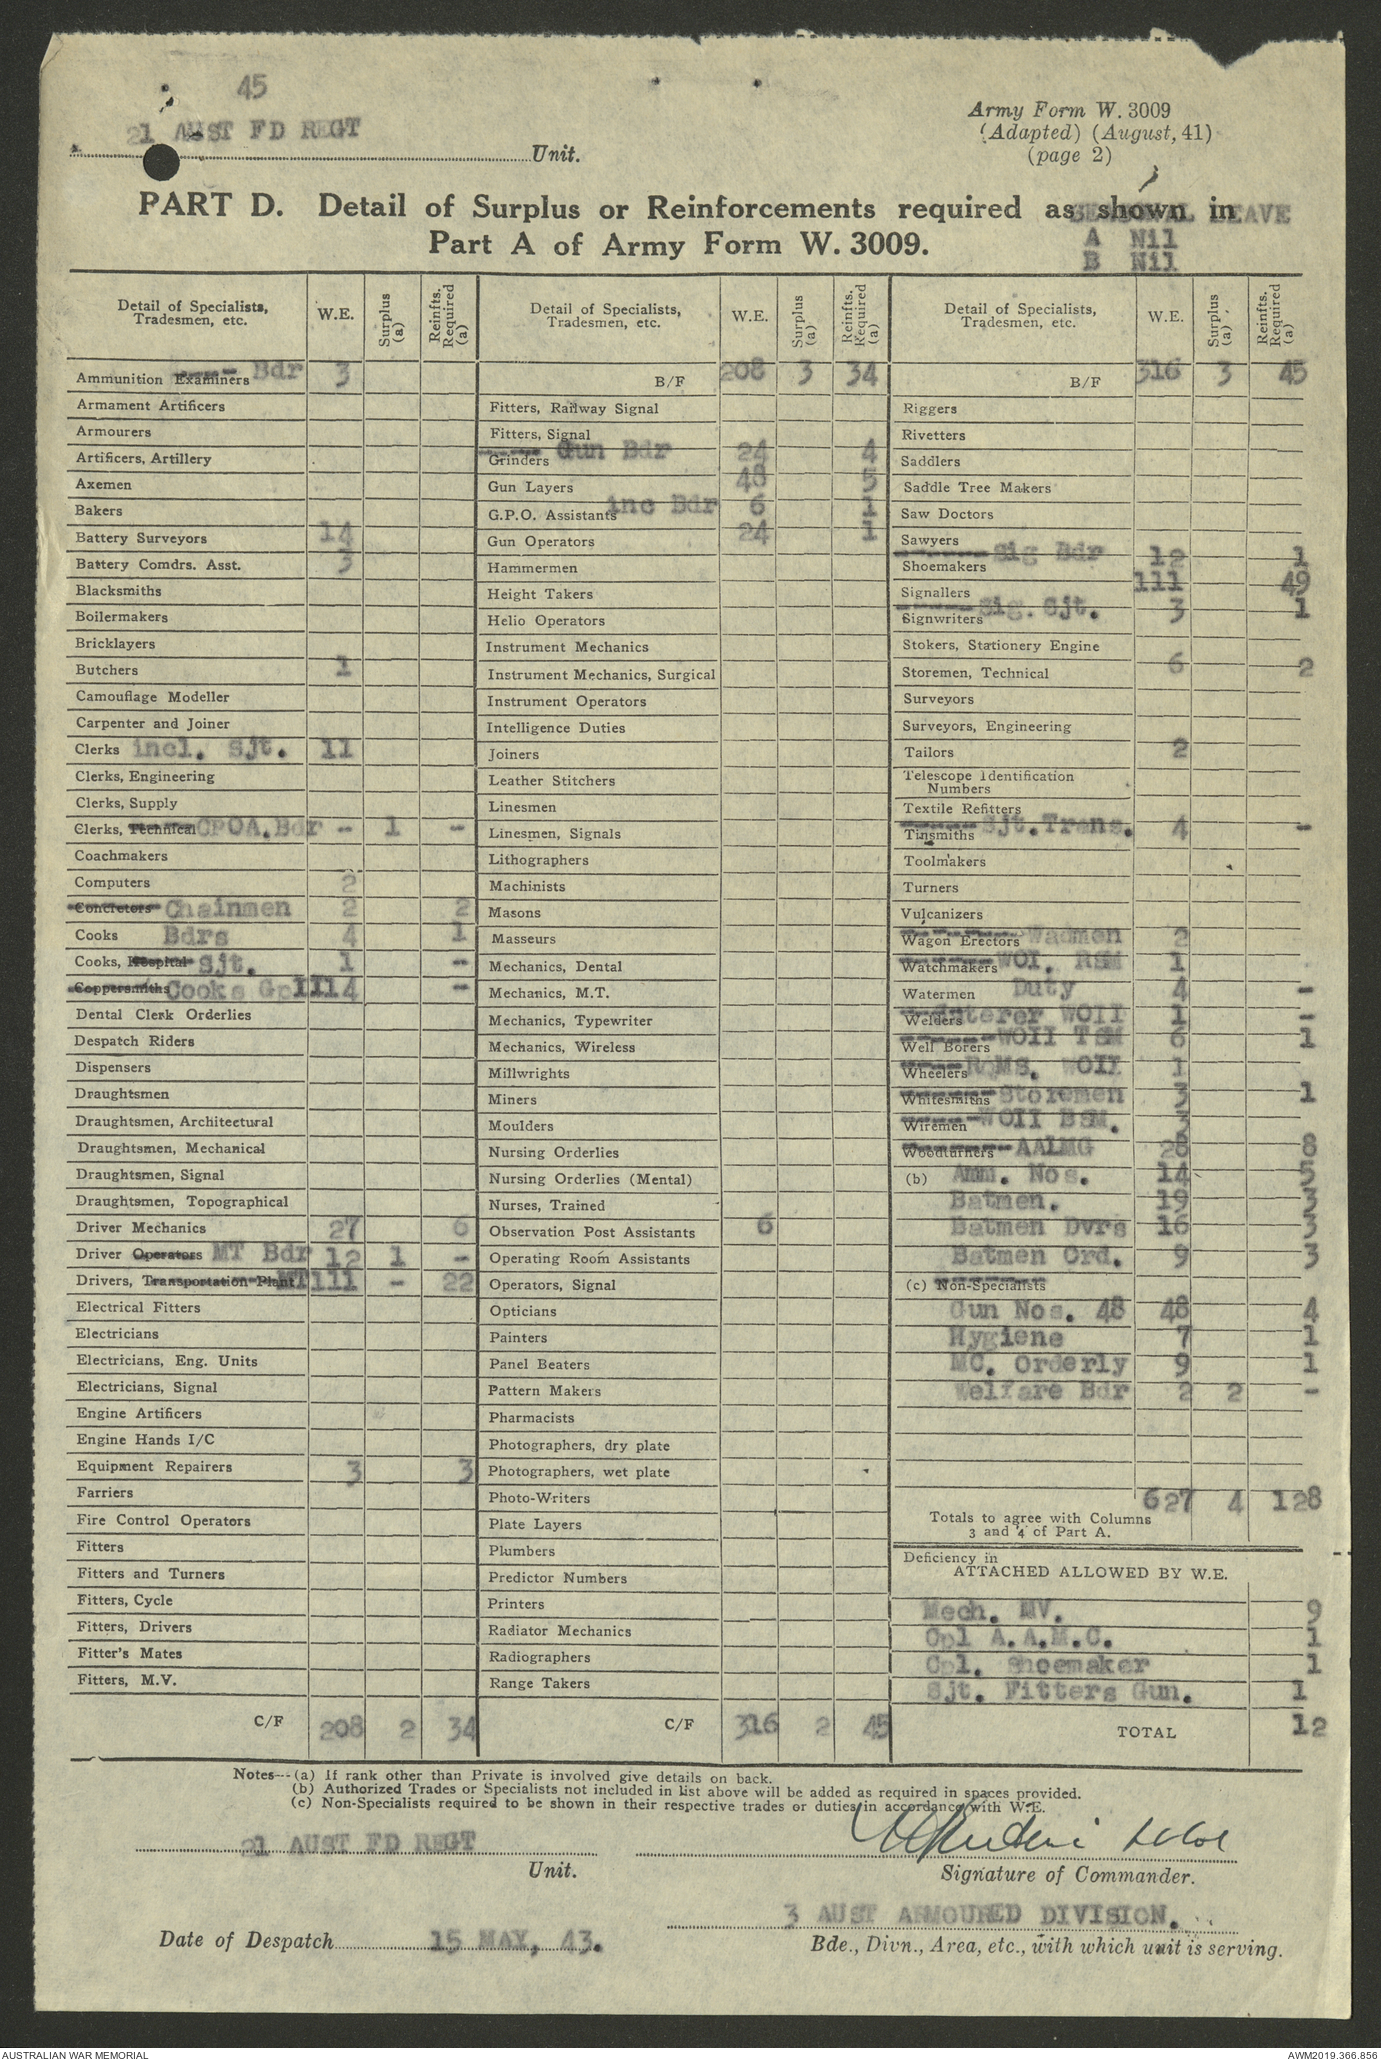 45
21 AUST FD REGT
Unit.
Army Form W. 3009
(Adapted) (August, 41)
(page 2)
PART D. Detail of Surplus or Reinforcements required as shown in
Part A of Army Form W. 3009.
LEAVE
A Nil
B Nil
Detail of Specialists, Tradesmen, etc. W.E. Surplus (a) Reinfts. Required (a)
Ammunition Examiners Bdr 3
Armament Artificers
Armourers
Artificers, Artillery
Axemen
Bakers
Battery Surveyors 14
Battery Comdrs. Asst. 3
Blacksmiths
Boilermakers
Bricklayers
Butchers 1
Camouflage Modeller
Carpenter and Joiner
Clerks incl. Sjt. 11
Clerks, Engineering
Clerks, Supply
Clerks, Technical CPOA.Bdr - 1 -
Coachmakers
Computers 2
Concretors Chainmen 2 2
Cooks Bdrs 4 1
Cooks, Hospital Sjt. 1 -
Coppersmiths Cooks GpIII14 -
Dental Clerk Orderlies
Despatch Riders
Dispensers
Draughtsmen
Draughtsmen, Architectural
Draughtsmen, Mechanical
Draughtsmen, Signal
Draughtsmen, Topographical
Driver Mechanics 27 6
Driver Operators MT Bdr 12 1 -
Drivers, Transportation Plant MT111 - 22
Electrical Fitters
Electricians
Electricians, Eng. Units
Electricians, Signal
Engine Artificers
Engine Hands I/C
Equipment Repairers 3 3
Farriers
Fire Control Operators
Fitters
Fitters and Turners
Fitters, Cycle
Fitters, Drivers
Fitter's Mates
Fitters, M.V.
C/F 208 2 34
Detail of Specialists, Tradesmen, etc. W.E. Surplus (a) Reinfts. Required (a)
B/F 208 3 34
Fitters, Railway Signal
Fitters, Signal
Grinders Gun Bdr 24 4
Gun Layers 48 5
G.P.O. Assistants inc Bdr 6 1
Gun Operators 24 1
Hammermen
Height Takers
Helio Operators
Instrument Mechanics
Instrument Mechanics, Surgical
Instrument Operators
Intelligence Duties
Joiners
Leather Stitchers
Linesmen
Linesmen, Signals
Lithographers
Machinists
Masons
Masseurs
Mechanics, Dental
Mechanics, M.T.
Mechanics, Typewriter
Mechanics, Wireless
Millwrights
Miners
Moulders
Nursing Orderlies
Nursing Orderlies (Mental)
Nurses, Trained
Observation Post Assistants 6
Operating Room Assistants
Operators, Signal
Opticians
Painters
Panel Beaters
Pattern Makers
Pharmacists
Photographers, dry plate
Photographers, wet plate
Photo-Writers
Plate Layers
Plumbers
Predictor Numbers
Printers
Radiator Mechanics
Radiographers
Range Takers
C/F 316 2 45
Detail of Specialists, Tradesmen, etc. W.E. Surplus (a) Reinfts. Required (a)
B/F 316 3 45
Riggers
Rivetters
Saddlers
Saddle Tree Makers
Saw Doctors
Sawyers
Shoemakers Sig Bdr 12 1
Signallers 111 49
Signwriters Sig. Sjt. 3 1
Stokers, Stationery Engine
Storemen, Technical 6 2
Surveyors
Surveyors, Engineering
Tailors 2
Telescope Identification
Numbers
Textile Refitters
Tinsmiths Sjt.Trans. 4 -
Toolmakers
Turners
Vulcanizers
Wagon Erectors Wadmen 2
Watchmakers WOI. RSM 1
Watermen Duty 4 -
Welders WOII 1 -
Well Borers WOII TSM 6 1
Wheelers RQMS. WOII 1
Whitesmiths Storemen 3 1
Wiremen WOII BSM. 3
Woodturners AALMG 28 8
(b) Amm. Nos. 14 5
Batmen. 19 3
Batmen Dvrs 16 3
Batmen Ord. 9 3
(c) Non-Specialists
Gun Nos. 48 48 4
Hygiene 7 1
MC. Orderly 9 1
Welfare Bdr 2 2 -
627 4 128
Totals to agree with Columns
3 and 4 of Part A.
Deficiency in
ATTACHED ALLOWED BY W.E.
Mech. MV. 9
Cpl A.A.M.C. 1
Cpl. Shoemaker 1
Sjt. Fitters Gun. 1
TOTAL 12
Notes--(a) If rank other than Private is involved give details on back.
(b) Authorized Trades or Specialists not included in list above will be added as required in spaces provided.
(c) Non-Specialists required to be shown in their respective trades or duties in accordance with W.E.
21 AUST FD REGT
Unit.
Signature of Commander.
3 AUST ARMOURED DIVISION.
Date of Despatch 15 MAY, 43.
Bde., Divn., Area, etc., with which unit is serving.
AUSTRALIAN WAR MEMORIAL
AWM2019.366.856